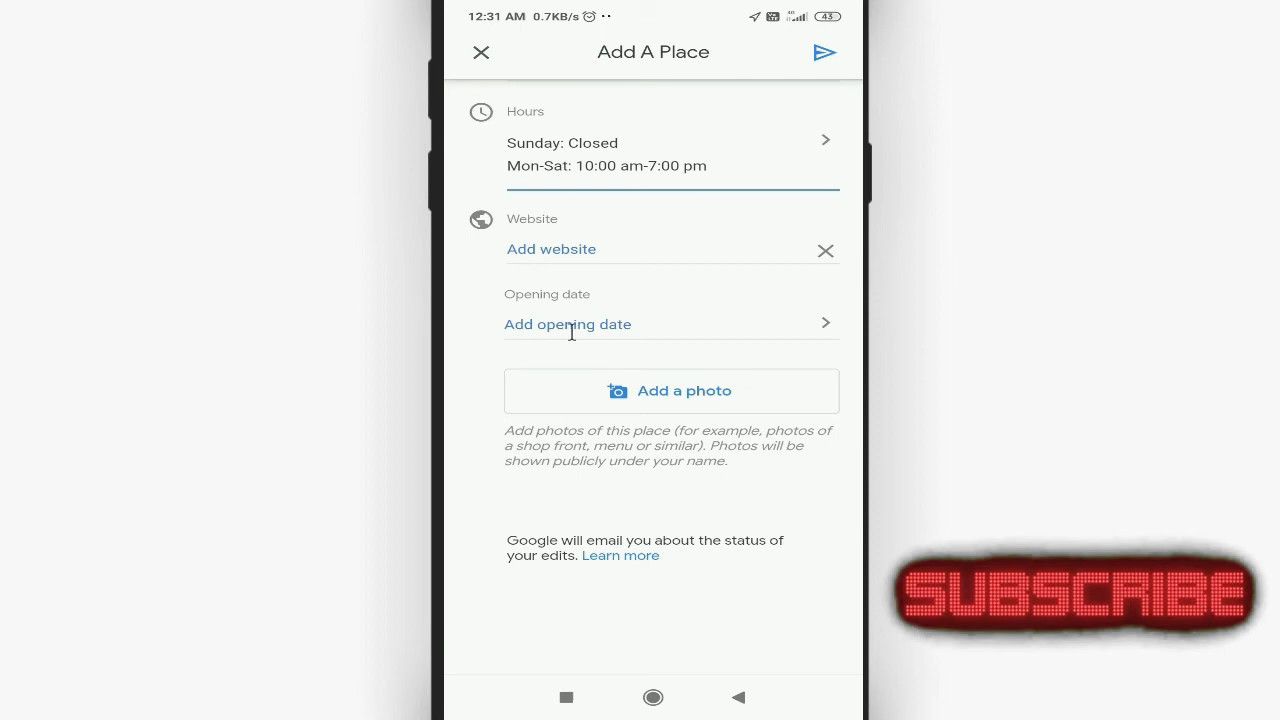 12:31 AM 0.7KB/s
43
Add A Place
Hours
Sunday: Closed
Mon-Sat: 10:00 am-7:00 pm
Website
Add website
Opening date
Add opening date
Add a photo
Add photos of this place (for example, photos of
a shop front, menu or similar). Photos will be
shown publicly under your name.
Google will email you about the status of
your edits. Learn more
SUBSCRIBE